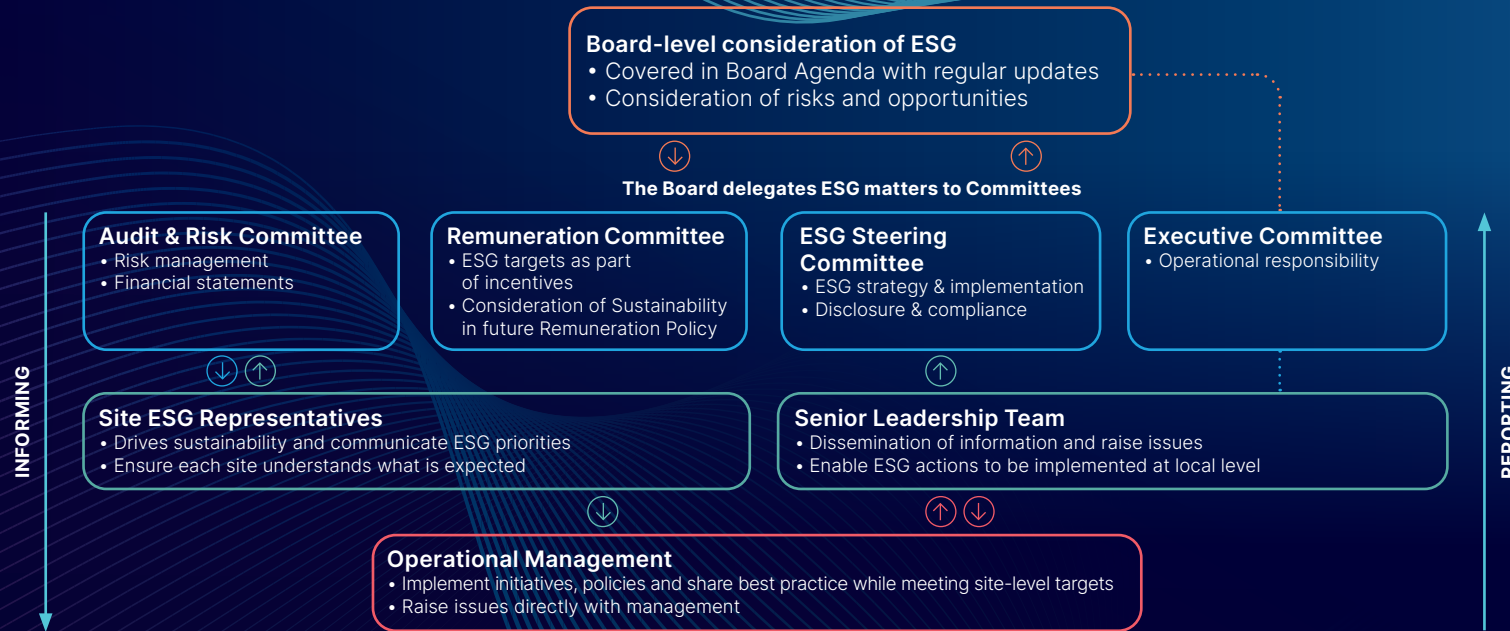 Board-level consideration of ESG
• Covered in Board Agenda with regular updates
• Consideration of risks and opportunities
The Board delegates ESG matters to Committees
Audit & Risk Committee
• Risk management
• Financial statements
Remuneration Committee
• ESG targets as part
of incentives
• Consideration of Sustainability
in future Remuneration Policy
ESG Steering
Committee
• ESG strategy & implementation
• Disclosure & compliance
Executive Committee
• Operational responsibility
INFORMING
REPORTING
Site ESG Representatives
• Drives sustainability and communicate ESG priorities
• Ensure each site understands what is expected
Senior Leadership Team
• Dissemination of information and raise issues
• Enable ESG actions to be implemented at local level
Operational Management
• Implement initiatives, policies and share best practice while meeting site-level targets
• Raise issues directly with management